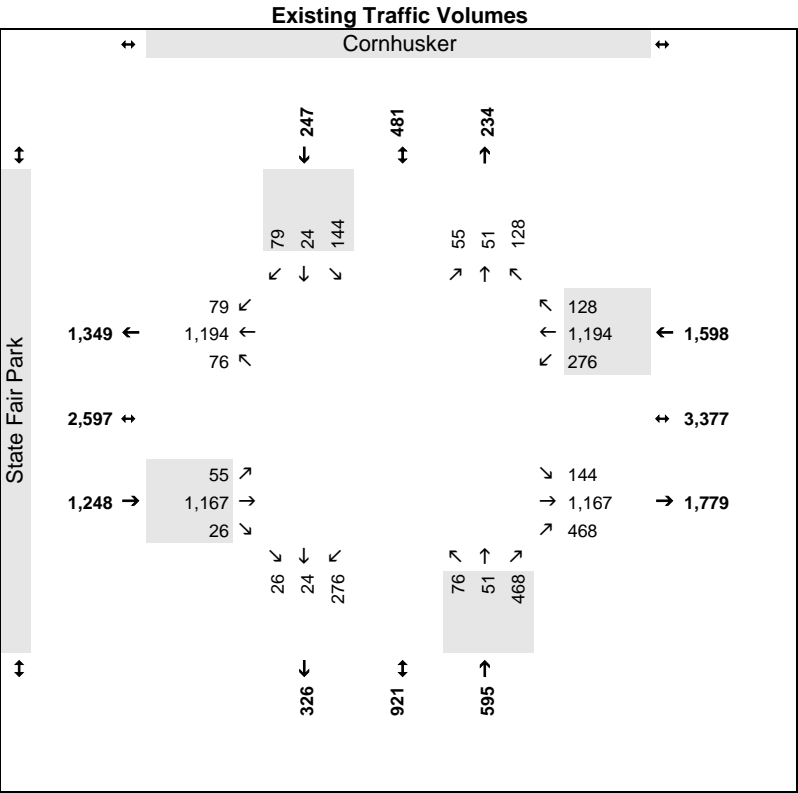 Existing Traffic Volumes
↔ Cornhusker ↔
247 481 234
↕ ↓ ↕ ↑
79 24 144 55 51 128
↙ ↓ ↘ ↗ ↑ ↖
79 ↙ ↖ 128
1,349 ← 1,194 ← ← 1,194 ← 1,598
76 ↖ ↙ 276
State Fair Park
2,597 ↔ ↔ 3,377
55 ↗ ↘ 144
1,248 → 1,167 → → 1,167 → 1,779
26 ↘ ↗ 468
↘ ↓ ↙ ↖ ↑ ↗
26 24 276 76 51 468
↕ ↓ ↕ ↑
326 921 595